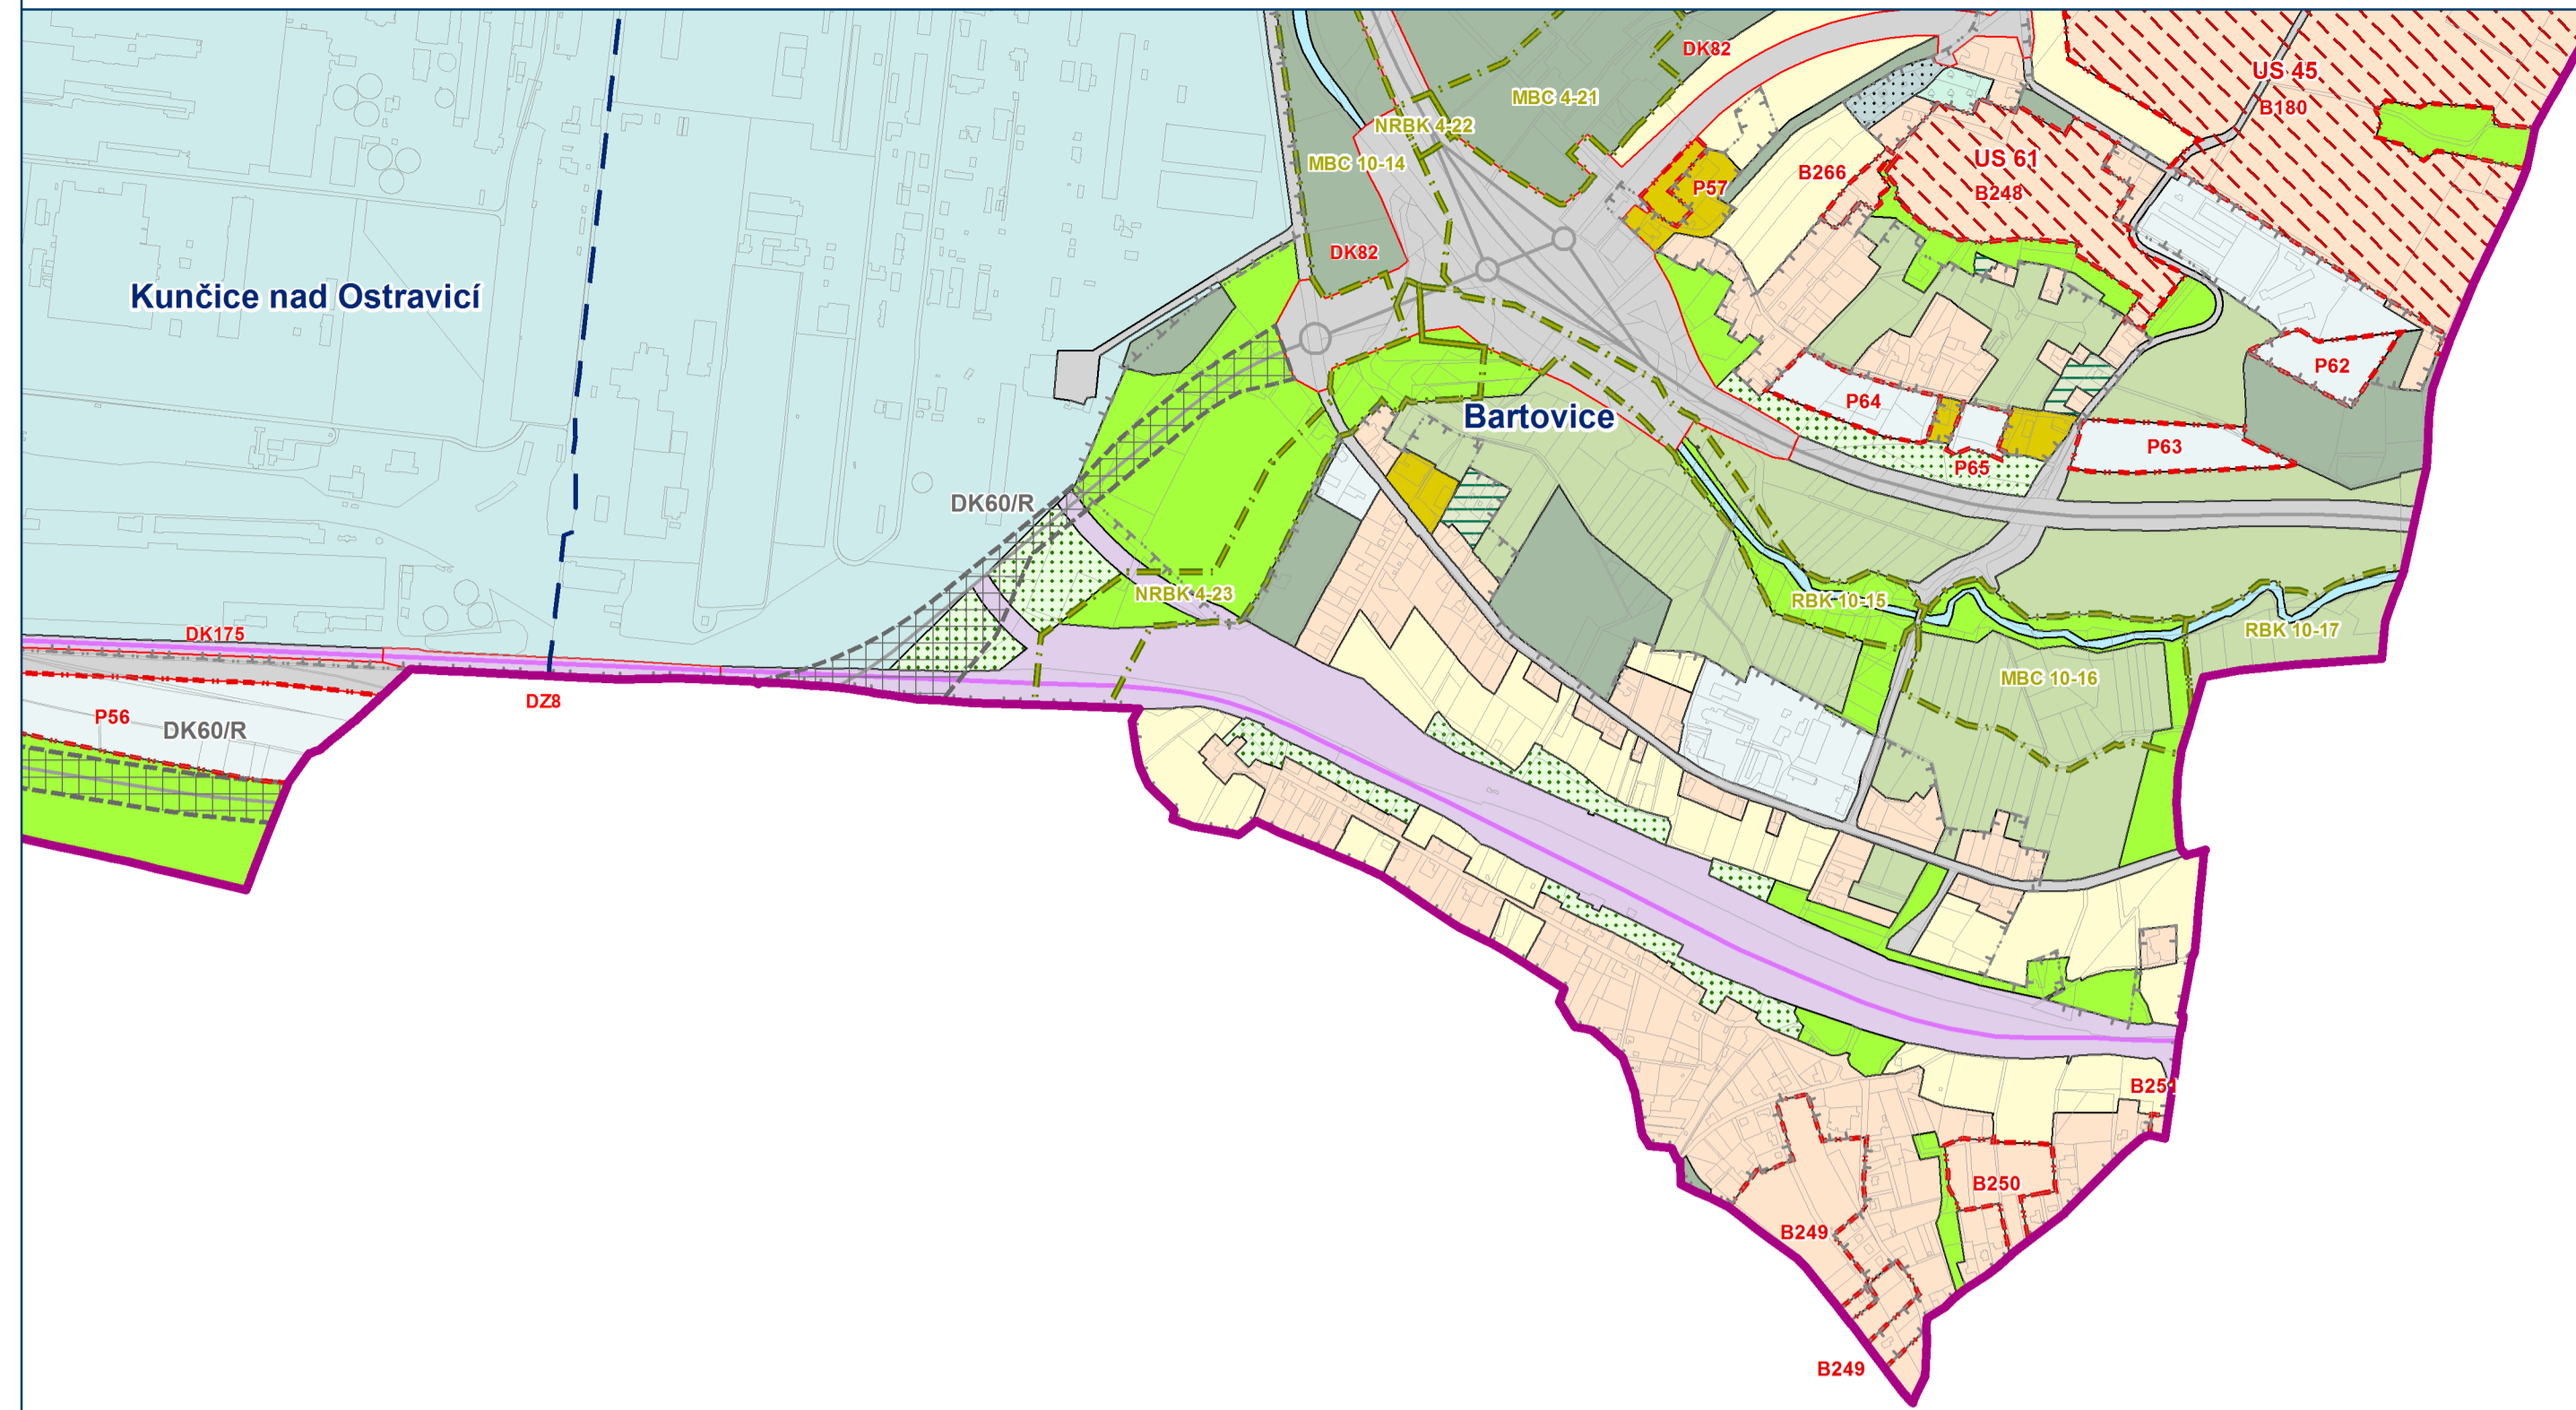 DK82
US 45
MBC 4-21
B180
NRBK 4-22
MBC 10-14
US 61
B266
P57
B248
DK82
Kunčice nad Ostravicí
P62
P64
Bartovice
P63
P65
DK60/R
NRBK 4-23
RBK 10-15
RBK 10-17
DK175
MBC 10-16
DZ8
P56
DK60/R
B251
B250
B249
B249